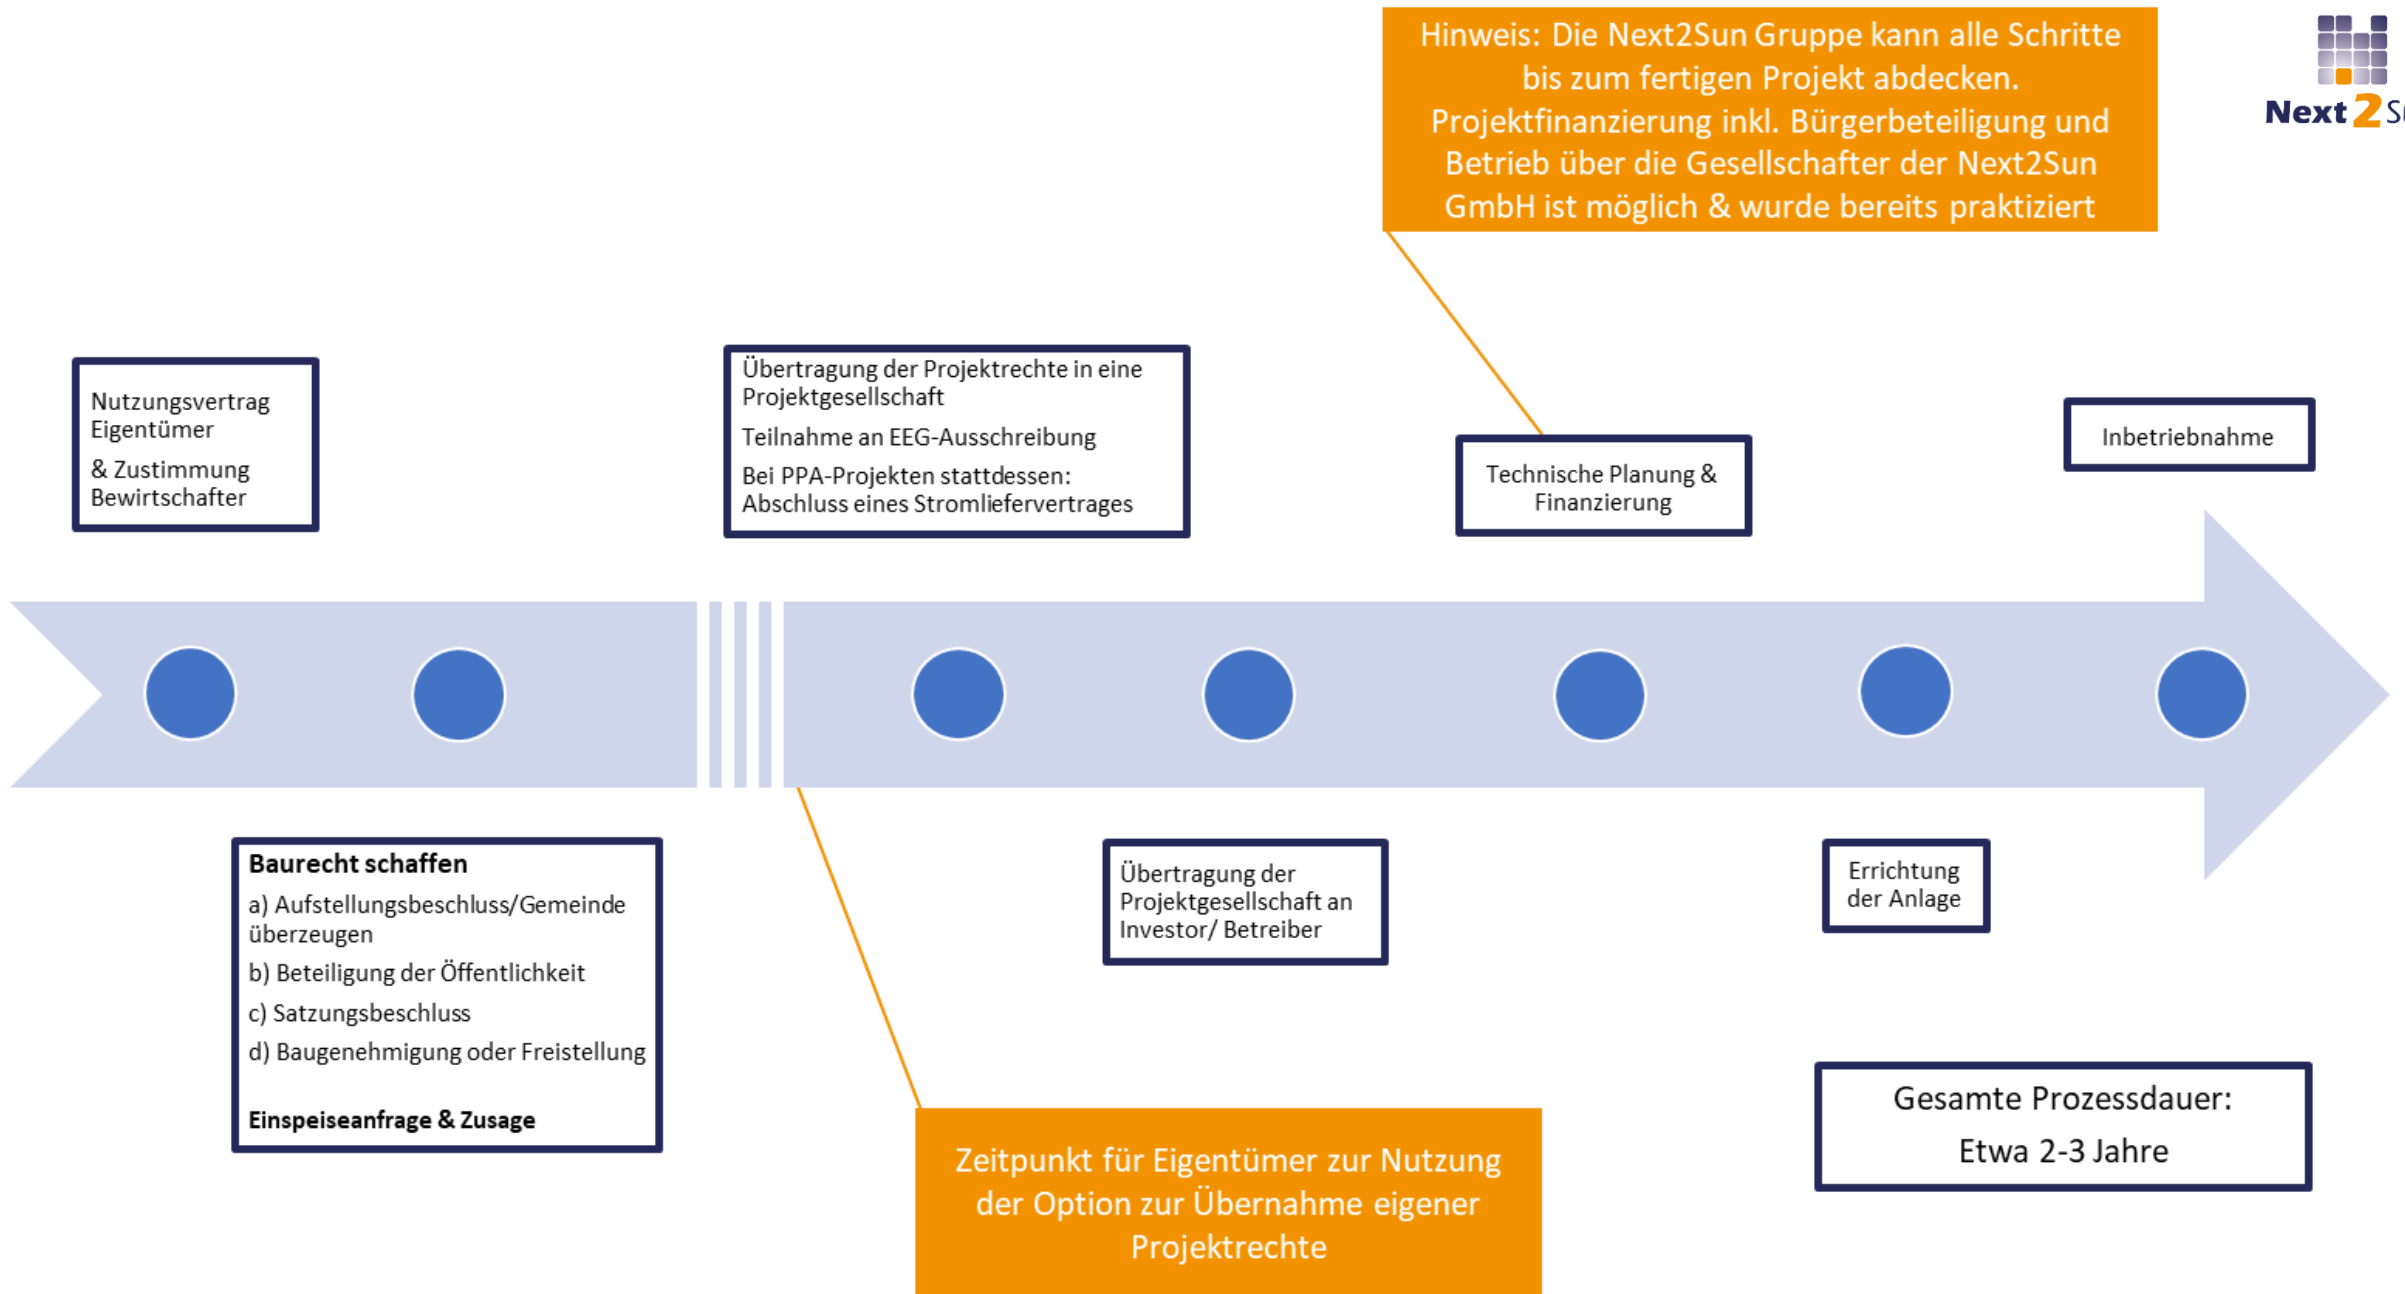 Hinweis: Die Next2Sun Gruppe kann alle Schritte
bis zum fertigen Projekt abdecken.
Projektfinanzierung inkl. Bürgerbeteiligung und
Betrieb über die Gesellschafter der Next2Sun
GmbH ist möglich & wurde bereits praktiziert
Next2Su
Nutzungsvertrag
Eigentümer
& Zustimmung
Bewirtschafter
Übertragung der Projektrechte in eine
Projektgesellschaft
Teilnahme an EEG-Ausschreibung
Bei PPA-Projekten stattdessen:
Abschluss eines Stromliefervertrages
Technische Planung &
Finanzierung
Inbetriebnahme
Baurecht schaffen
a) Aufstellungsbeschluss/Gemeinde
überzeugen
b) Beteiligung der Öffentlichkeit
c) Satzungsbeschluss
d) Baugenehmigung oder Freistellung
Einspeiseanfrage & Zusage
Übertragung der
Projektgesellschaft an
Investor/ Betreiber
Errichtung
der Anlage
Zeitpunkt für Eigentümer zur Nutzung
der Option zur Übernahme eigener
Projektrechte
Gesamte Prozessdauer:
Etwa 2-3 Jahre